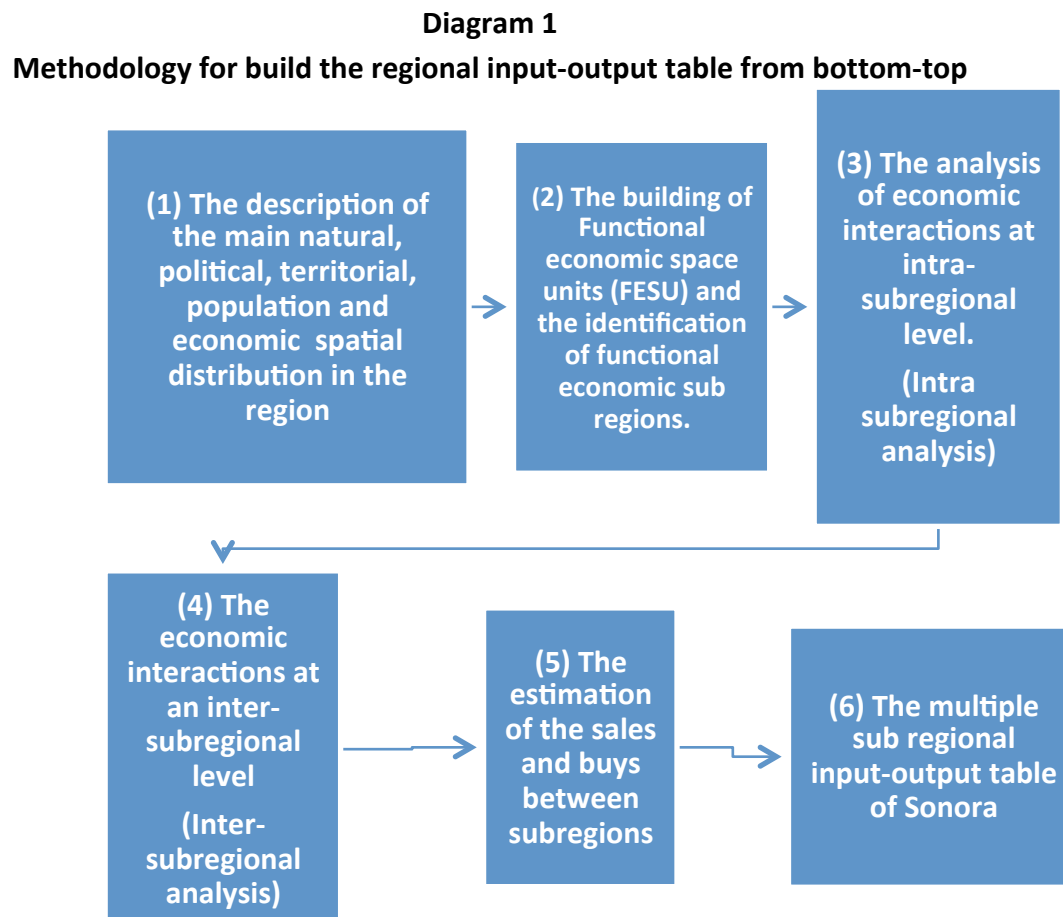 Diagram 1
Methodology for build the regional input-output table from bottom-top
(1) The description of
the main natural,
political, territorial,
population and
economic spatial
distribution in the
region
(2) The building of
Functional
economic space
units (FESU) and
the identification
of functional
economic sub
regions.
(3) The analysis
of economic
interactions at
intra-
subregional
level.
(Intra
subregional
analysis)
(4) The
economic
interactions at
an inter-
subregional
level
(Inter-
subregional
analysis)
(5) The
estimation
of the sales
and buys
between
subregions
(6) The multiple
sub regional
input-output table
of Sonora